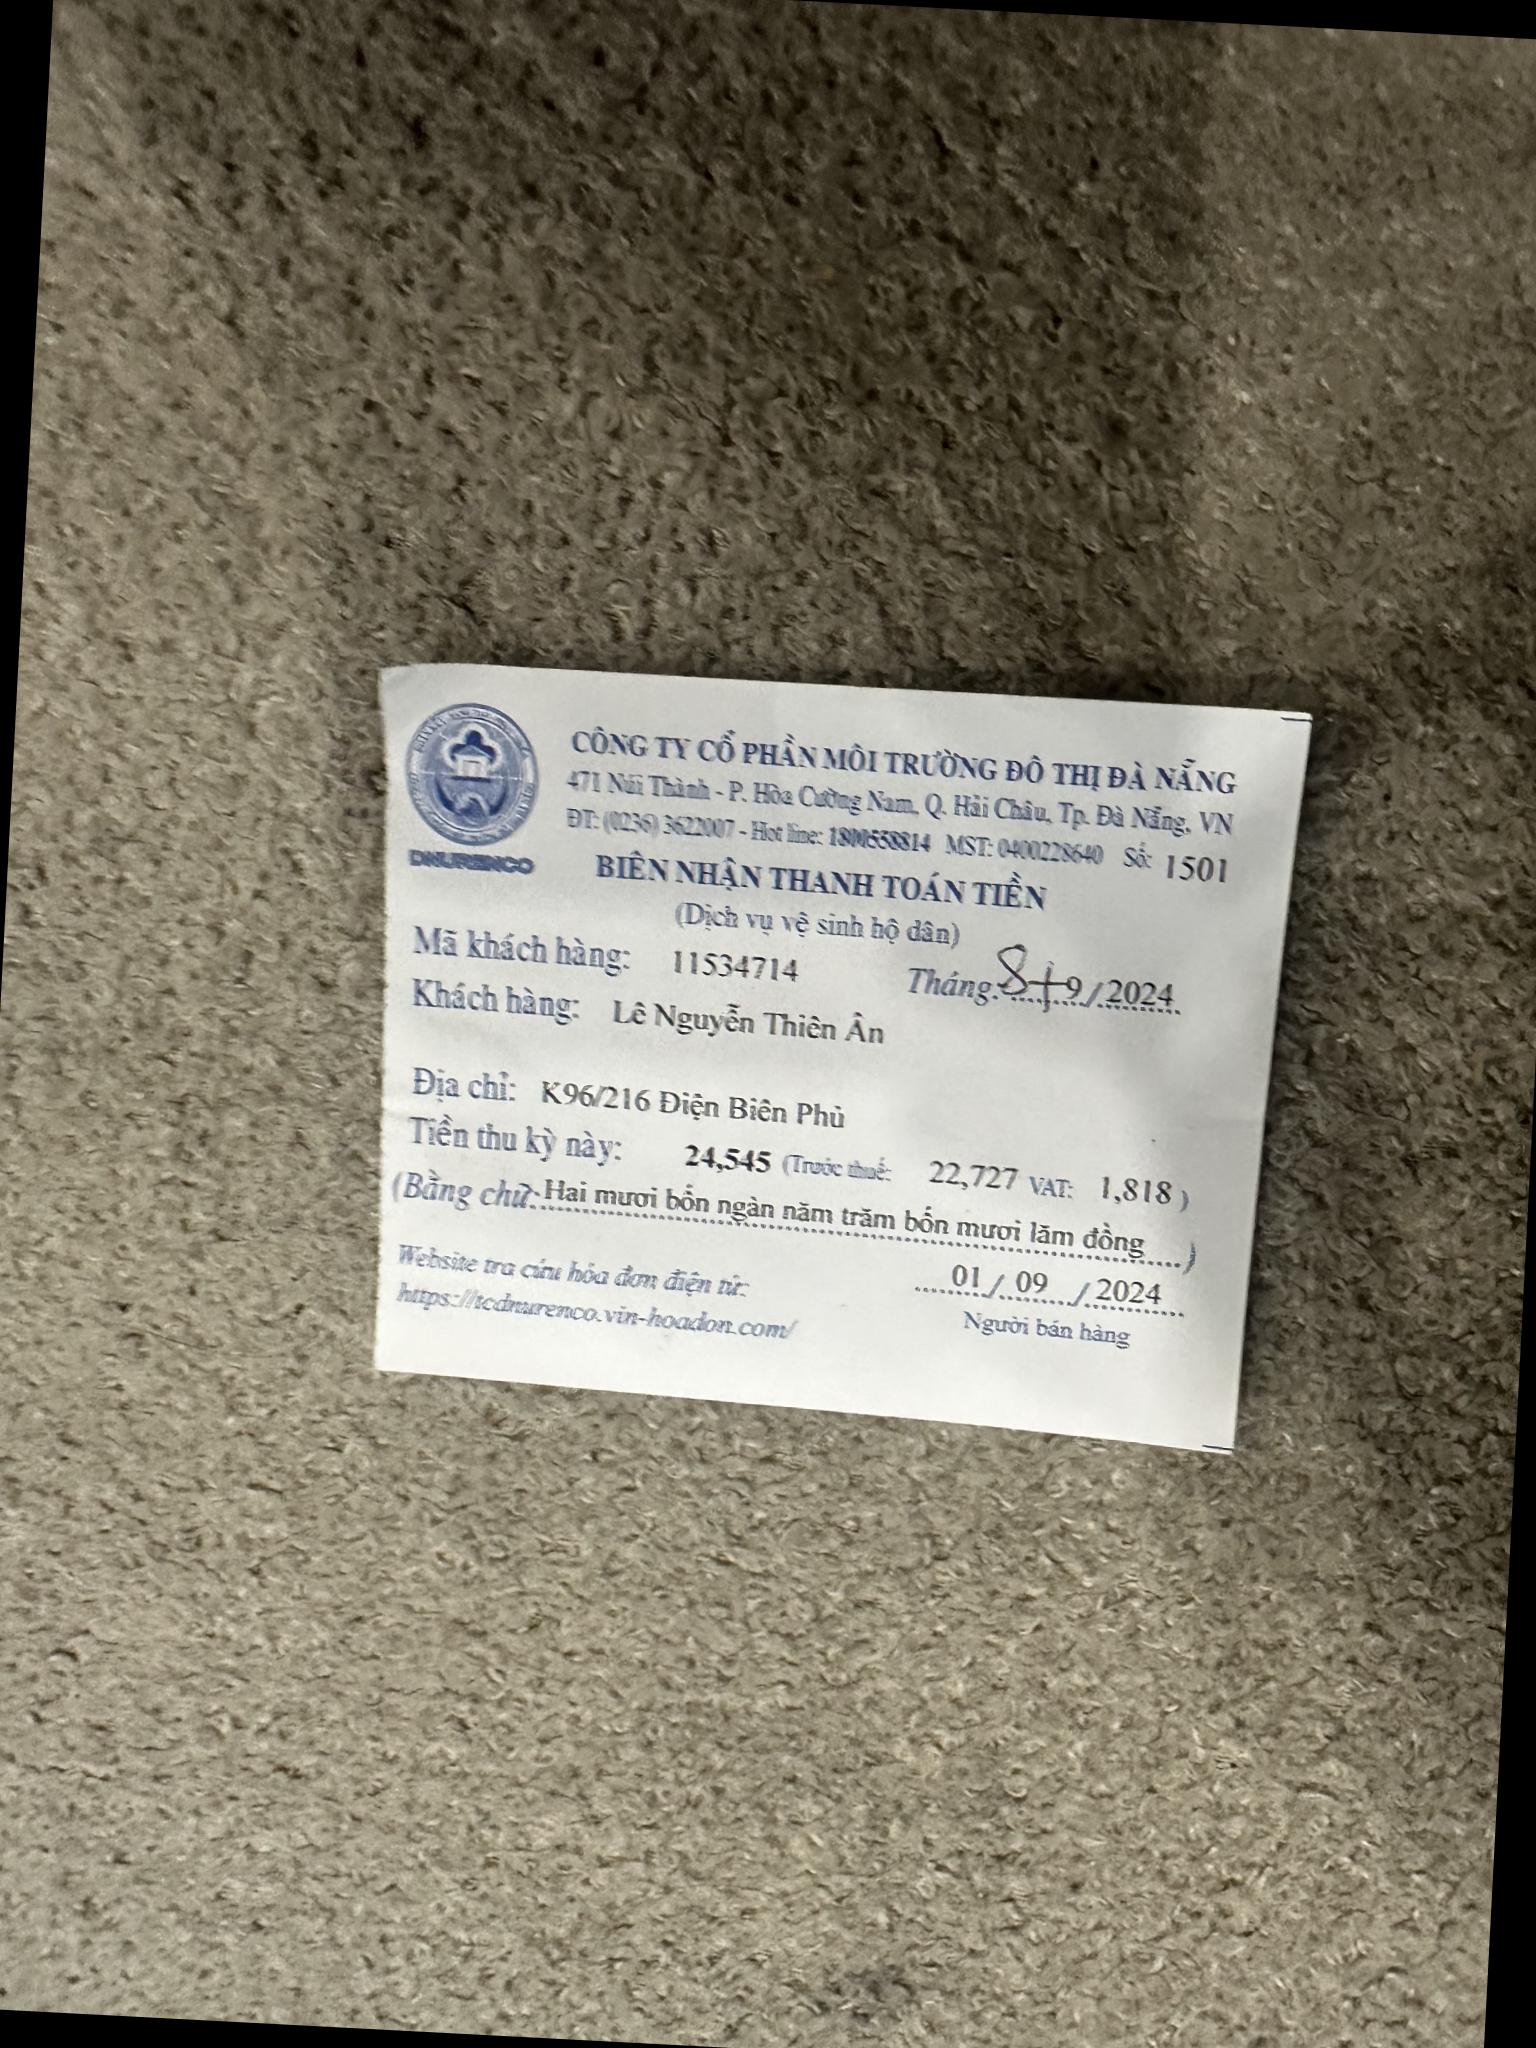 CÔNG TY CỔ PHẦN MÔI TRƯỜNG ĐÔ THỊ ĐÀ NẴNG
471 Núi Thành - P. Hòa Cường Nam, Q. Hải Châu, Tp. Đà Nẵng, VN
ĐT: (0236) 3622007 - Hot line: 1800558814 MST: 0400228640 Số: 1501
DNURENCO
BIÊN NHẬN THANH TOÁN TIỀN
(Dịch vụ vệ sinh hộ dân)
Mã khách hàng: 11534714 Tháng: 8+9/2024
Khách hàng: Lê Nguyễn Thiên Ân
Địa chỉ: K96/216 Điện Biên Phủ
Tiền thu kỳ này: 24,545 (Trước thuế: 22,727 VAT: 1,818 )
(Bằng chữ: Hai mươi bốn ngàn năm trăm bốn mươi lăm đồng)
Website tra cứu hóa đơn điện tử: 01 / 09 / 2024
https://tcdnurenco.vin-hoadon.com/ Người bán hàng